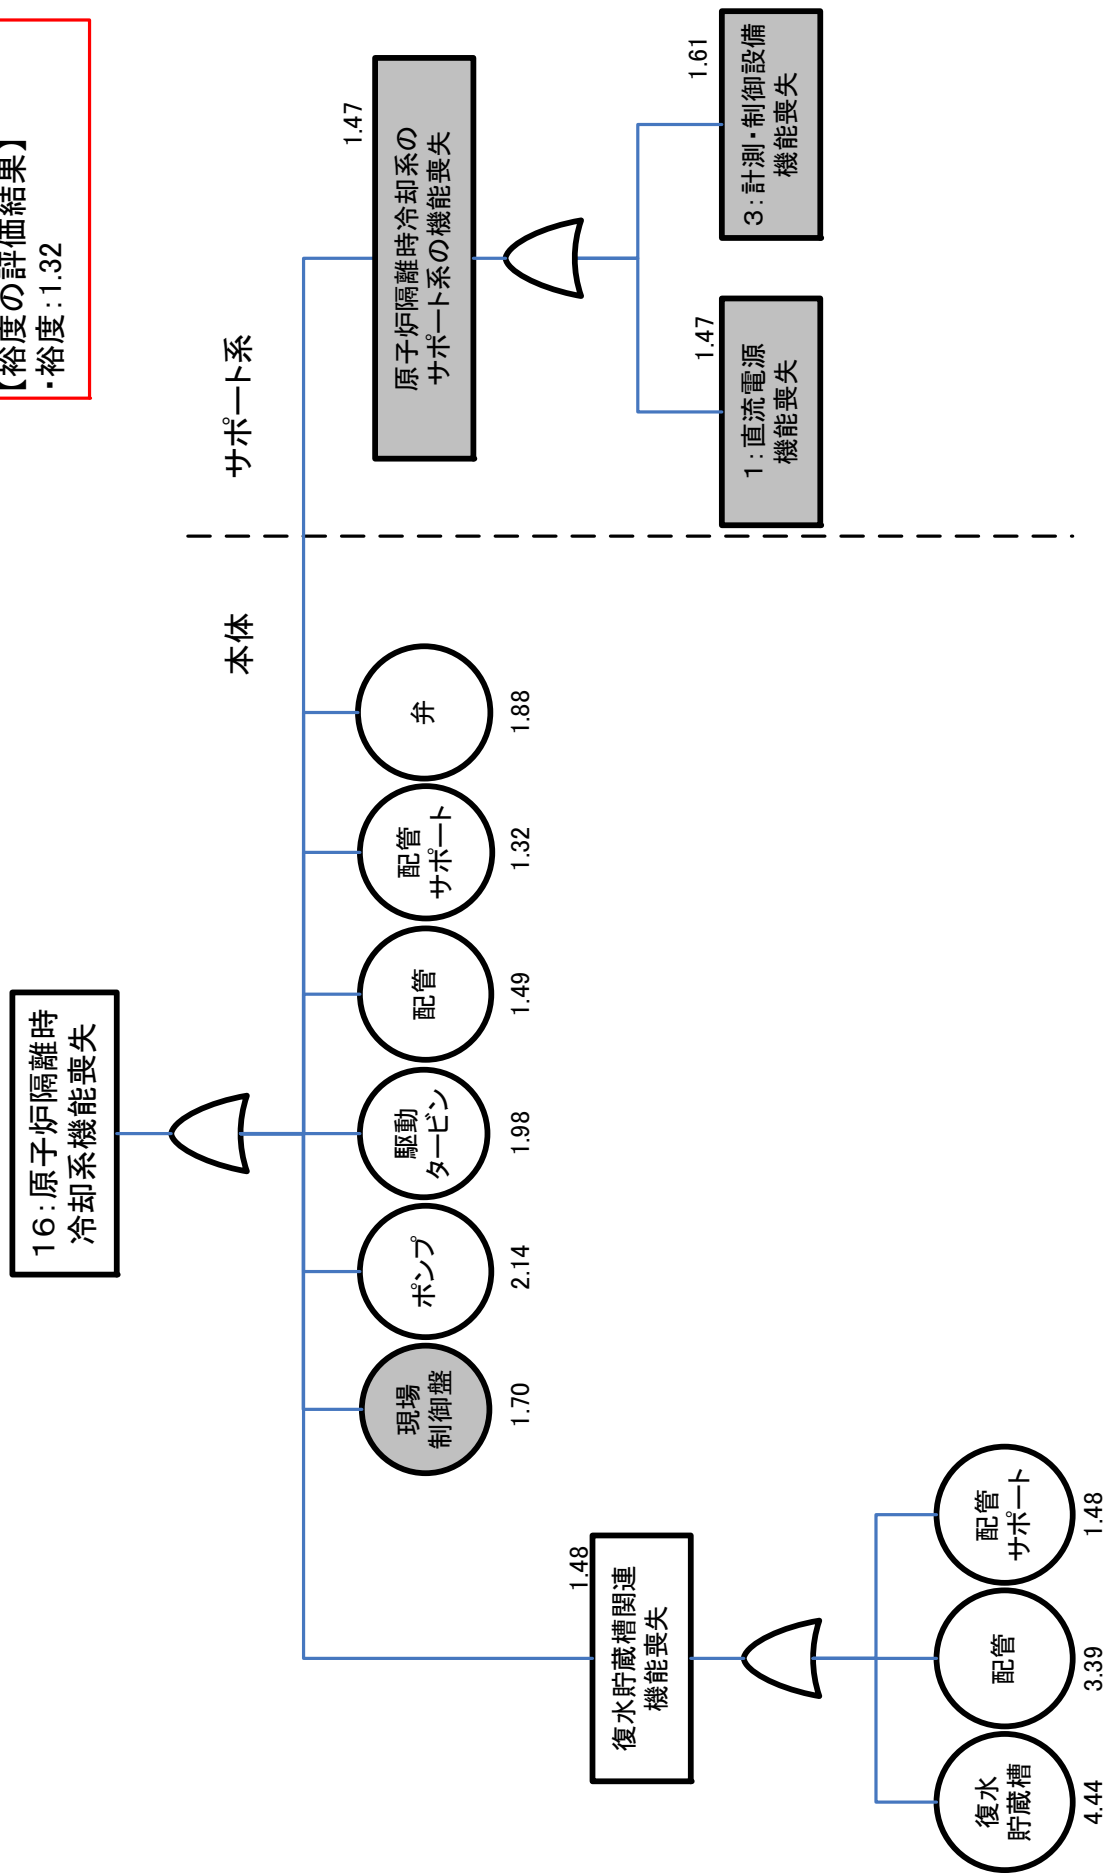 【裕度の評価結果】
・裕度:1.32
16:原子炉隔離時
冷却系機能喪失
本体
サポート系
1.48
復水貯蔵槽関連
機能喪失
現場
制御盤
1.70
ポンプ
2.14
駆動
タービン
1.98
配管
1.49
配管
サポート
1.32
弁
1.88
1.47
原子炉隔離時冷却系の
サポート系の機能喪失
復水
貯蔵槽
4.44
配管
3.39
配管
サポート
1.48
1.47
1:直流電源
機能喪失
1.61
3:計測・制御設備
機能喪失